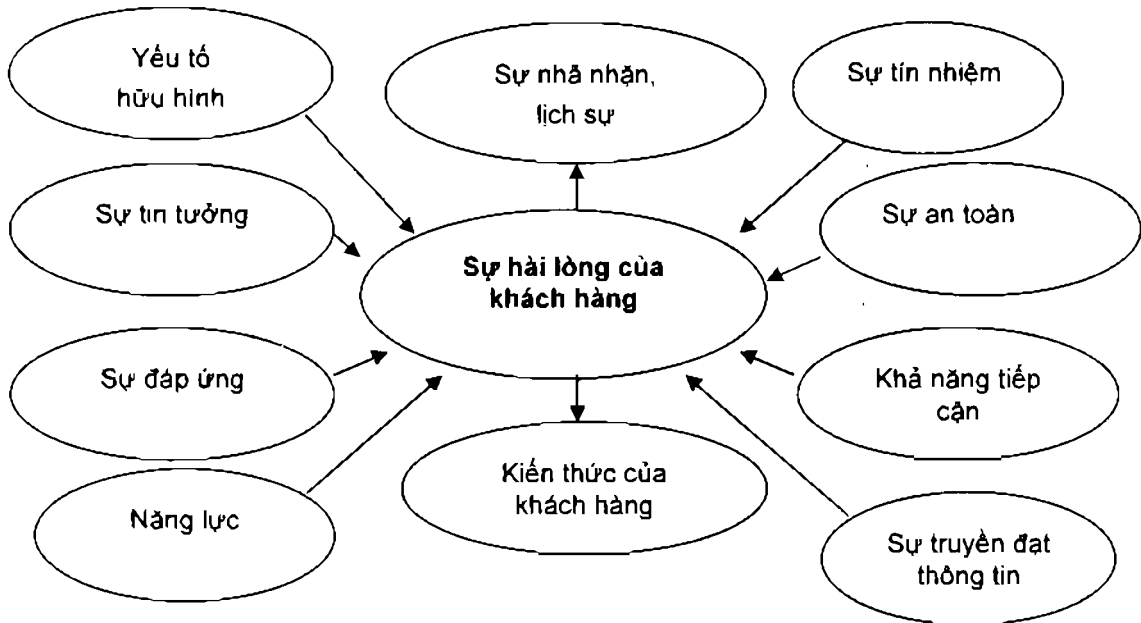 Yếu tố
hữu hình
Sự nhã nhặn,
lịch sự
Sự tín nhiệm
Sự tin tưởng
Sự an toàn
Sự hài lòng của
khách hàng
Sự đáp ứng
Khả năng tiếp
cận
Kiến thức của
khách hàng
Năng lực
Sự truyền đạt
thông tin